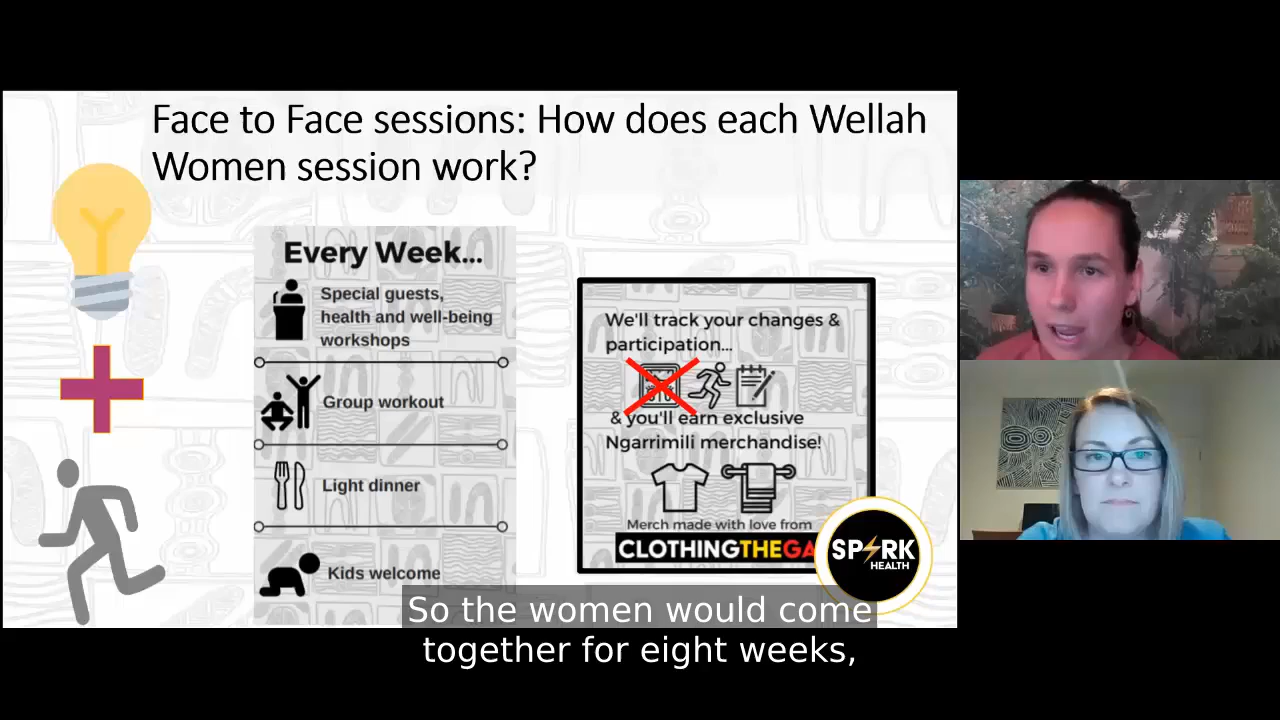 Face to Face sessions: How does each Wellah
Women session work?
Every Week...
Special guests,
health and well-being
workshops
Group workout
Light dinner
Kids welcome
We'll track your changes &
participation...
& you'll earn exclusive
Ngarrimili merchandise!
Merch made with love from
CLOTHINGTHEGA
SPARK
HEALTH
So the women would come
together for eight weeks,